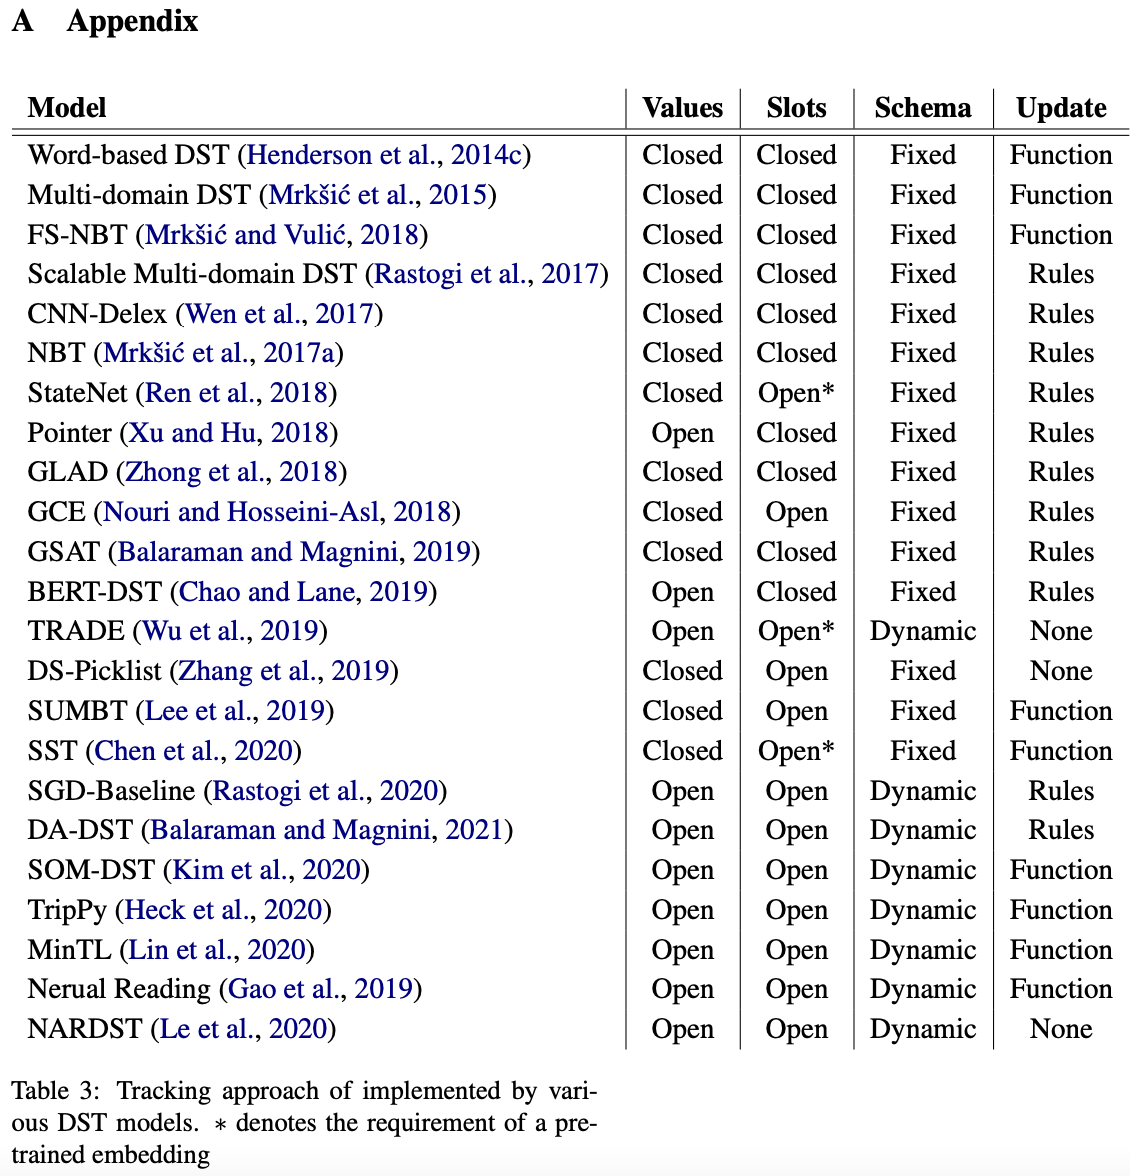 A Appendix
Model Values Slots Schema Update
Word-based DST (Henderson et al., 2014c) Closed Closed Fixed Function
Multi-domain DST (Mrkšić et al., 2015) Closed Closed Fixed Function
FS-NBT (Mrkšić and Vulić, 2018) Closed Closed Fixed Function
Scalable Multi-domain DST (Rastogi et al., 2017) Closed Closed Fixed Rules
CNN-Delex (Wen et al., 2017) Closed Closed Fixed Rules
NBT (Mrkšić et al., 2017a) Closed Closed Fixed Rules
StateNet (Ren et al., 2018) Closed Open* Fixed Rules
Pointer (Xu and Hu, 2018) Open Closed Fixed Rules
GLAD (Zhong et al., 2018) Closed Closed Fixed Rules
GCE (Nouri and Hosseini-Asl, 2018) Closed Open Fixed Rules
GSAT (Balaraman and Magnini, 2019) Closed Closed Fixed Rules
BERT-DST (Chao and Lane, 2019) Open Closed Fixed Rules
TRADE (Wu et al., 2019) Open Open* Dynamic None
DS-Picklist (Zhang et al., 2019) Closed Open Fixed None
SUMBT (Lee et al., 2019) Closed Open Fixed Function
SST (Chen et al., 2020) Closed Open* Fixed Function
SGD-Baseline (Rastogi et al., 2020) Open Open Dynamic Rules
DA-DST (Balaraman and Magnini, 2021) Open Open Dynamic Rules
SOM-DST (Kim et al., 2020) Open Open Dynamic Function
TripPy (Heck et al., 2020) Open Open Dynamic Function
MinTL (Lin et al., 2020) Open Open Dynamic Function
Nerual Reading (Gao et al., 2019) Open Open Dynamic Function
NARDST (Le et al., 2020) Open Open Dynamic None
Table 3: Tracking approach of implemented by vari-
ous DST models. * denotes the requirement of a pre-
trained embedding